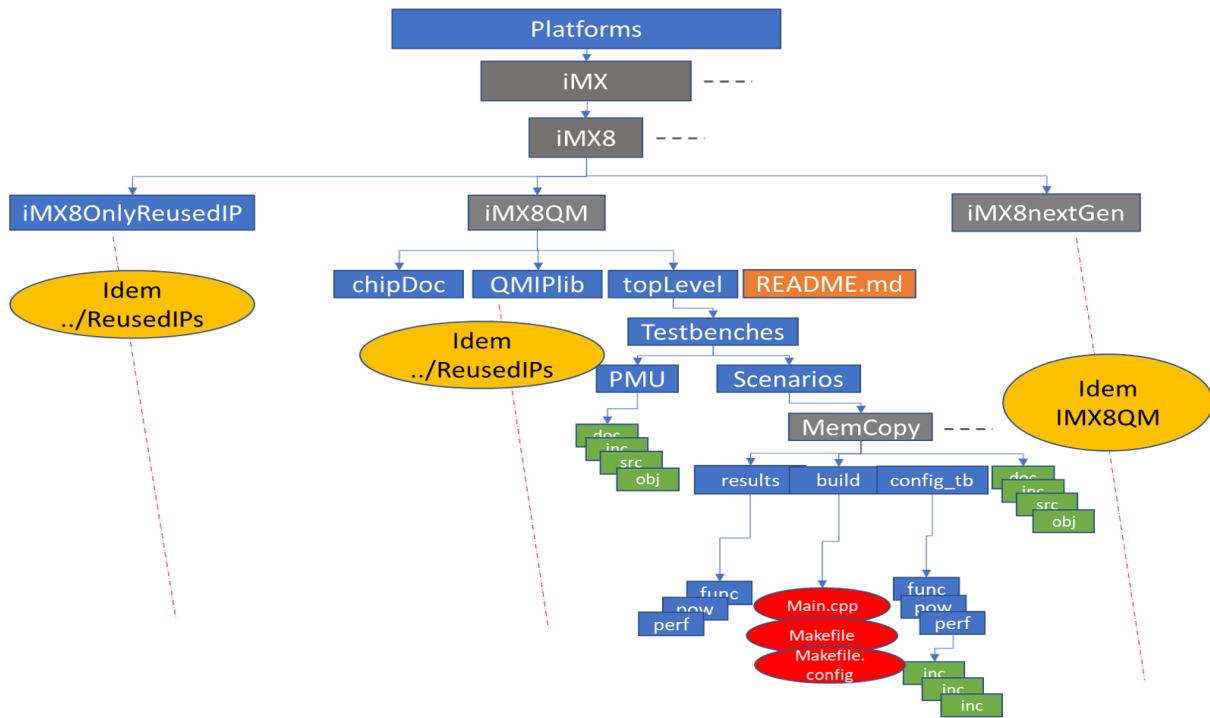 Platforms
iMX
iMX8
iMX8OnlyReusedIP
iMX8QM
iMX8nextGen
chipDoc
QMIPlib
topLevel
README.md
Idem
../ReusedIPs
Idem
../ReusedIPs
Testbenches
PMU
Scenarios
Idem
IMX8QM
MemCopy
doc
inc
src
obj
results
build
config_tb
doc
inc
src
obj
func
pow
perf
Main.cpp
Makefile
Makefile.
config
func
pow
perf
inc
inc
inc